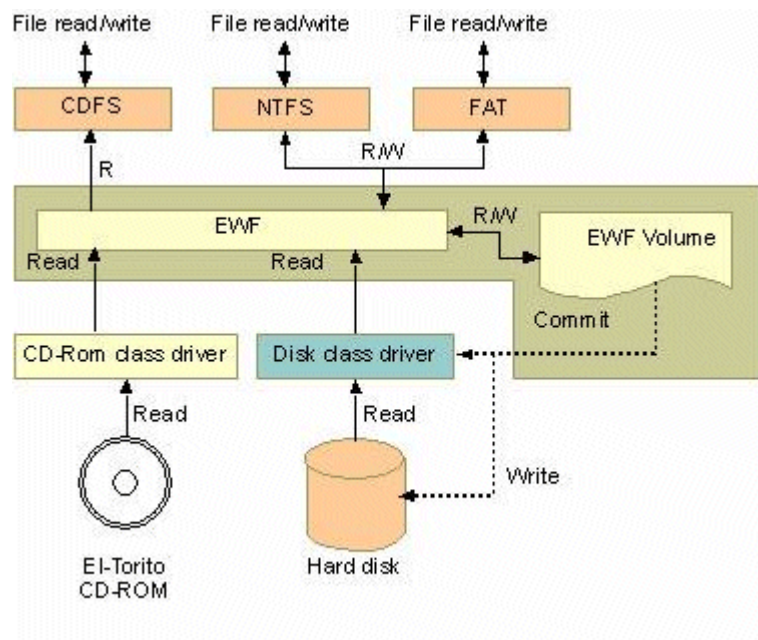 File read/write
File read/write
File read/write
CDFS
NTFS
FAT
R/W
R
EWF
R/W
EWF Volume
Read
Read
Commit
CD-Rom class driver
Disk class driver
Read
Read
Write
El-Torito
CD-ROM
Hard disk